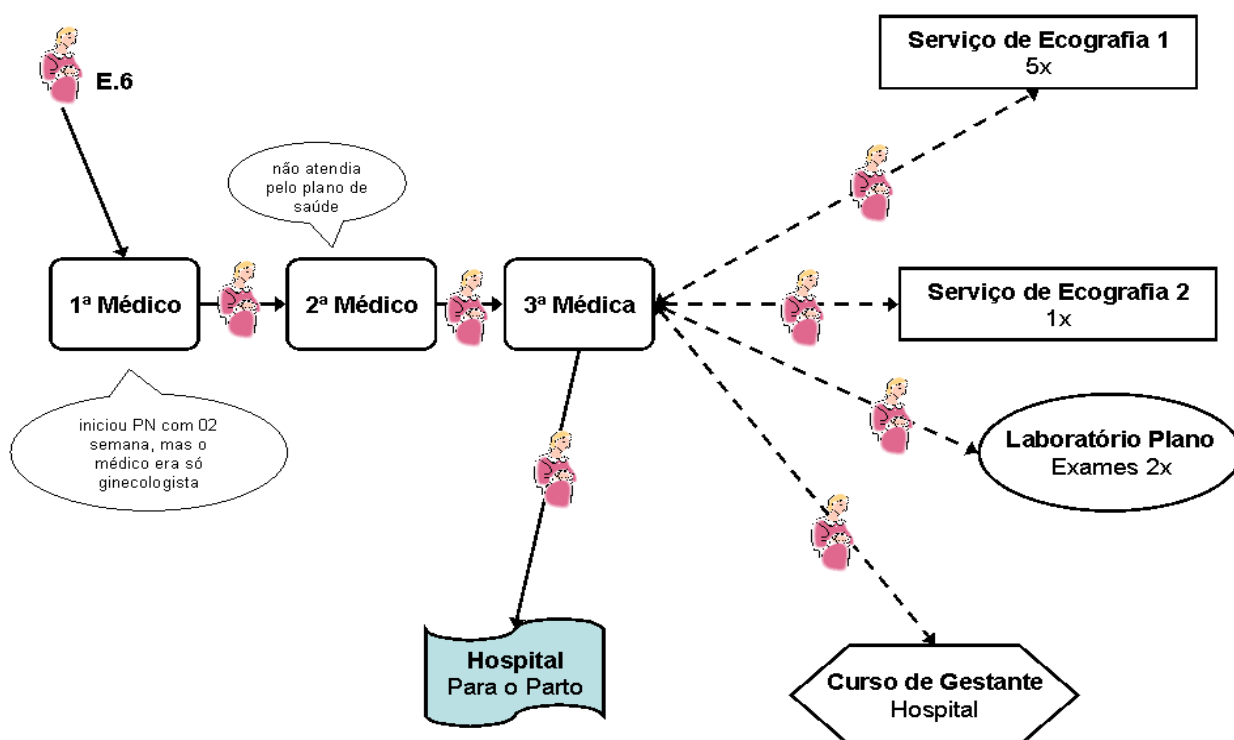 E.6
Serviço de Ecografia 1
5x
não atendia
pelo plano de
saúde
1ª Médico
2ª Médico
3ª Médica
Serviço de Ecografia 2
1x
iniciou PN com 02
semana, mas o
médico era só
ginecologista
Laboratório Plano
Exames 2x
Hospital
Para o Parto
Curso de Gestante
Hospital